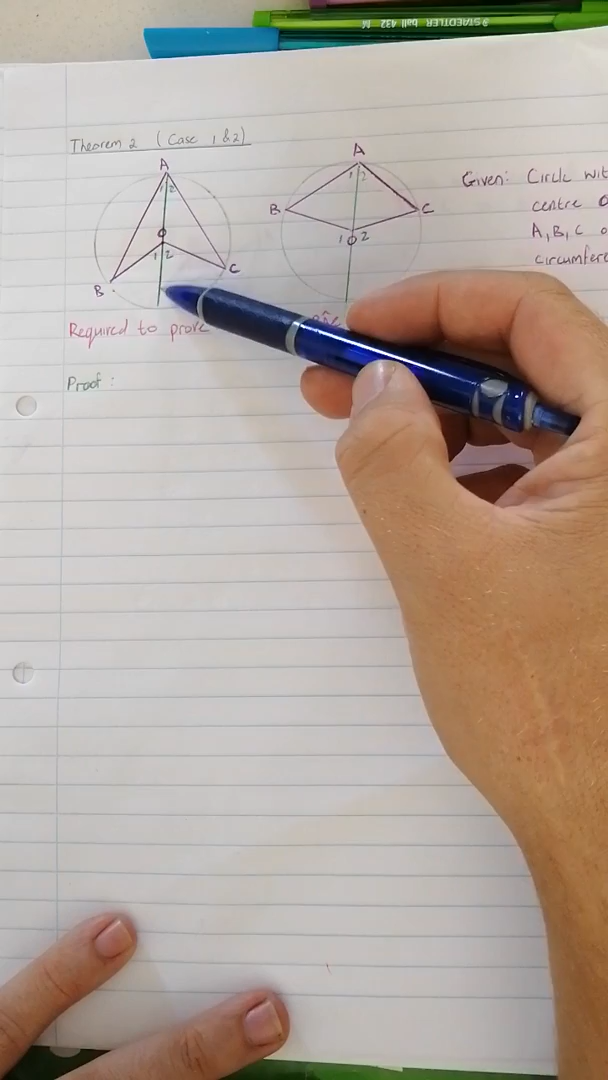 STAEDTLER ball 432 M
Theorem 2 (Case 1 & 2)
A
1 2
O
1 2
B
C
A
1 2
B
C
O
1 2
Given: Circle wit
centre O
A, B, C o
circumfere
Required to prove
Proof :